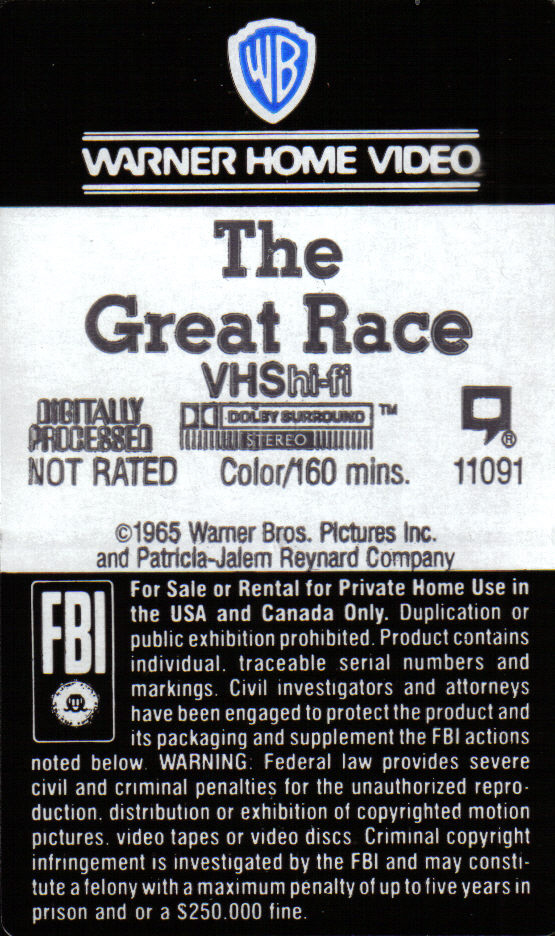 WB
WARNER HOME VIDEO
The
Great Race
VHS hi-fi
DIGITALLY PROCESSED
DOLBY SURROUND ™
STEREO
®
NOT RATED Color/160 mins. 11091
©1965 Warner Bros. Pictures Inc.
and Patricia-Jalem Reynard Company
FBI
For Sale or Rental for Private Home Use in
the USA and Canada Only. Duplication or
public exhibition prohibited. Product contains
individual, traceable serial numbers and
markings. Civil investigators and attorneys
have been engaged to protect the product and
its packaging and supplement the FBI actions
noted below. WARNING: Federal law provides severe
civil and criminal penalties for the unauthorized repro-
duction, distribution or exhibition of copyrighted motion
pictures, video tapes or video discs. Criminal copyright
infringement is investigated by the FBI and may consti-
tute a felony with a maximum penalty of up to five years in
prison and or a $250,000 fine.